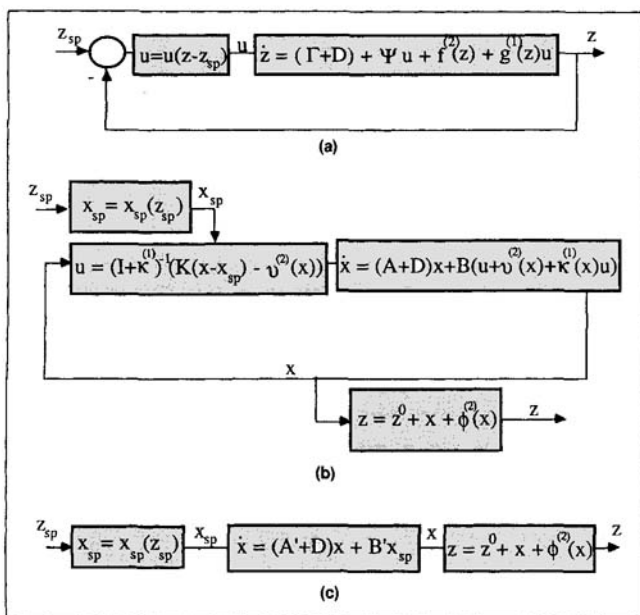 z_sp
-
u=u(z-z_sp)
u
ż = (Γ+D) + Ψ u + f^(2)(z) + g^(1)(z)u
z
(a)
z_sp
x_sp = x_sp(z_sp)
x_sp
u = (I+κ^(1))^-1(K(x-x_sp) - υ^(2)(x))
ẋ = (A+D)x+B(u+υ^(2)(x)+κ^(1)(x)u)
x
z = z^0 + x + ϕ^(2)(x)
z
(b)
z_sp
x_sp = x_sp(z_sp)
x_sp
ẋ = (A'+D)x + B'x_sp
x
z = z^0 + x + ϕ^(2)(x)
z
(c)